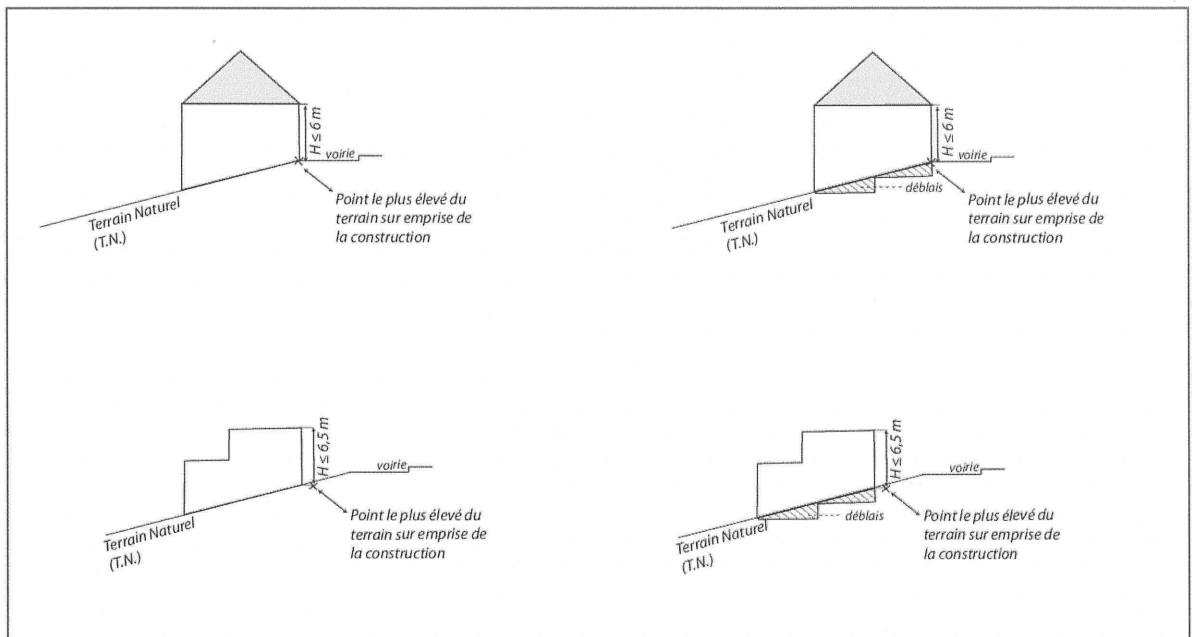 H ≤ 6 m
voirie
Point le plus élevé du
terrain sur emprise de
la construction
Terrain Naturel
(T.N.)
H ≤ 6 m
voirie
déblais
Point le plus élevé du
terrain sur emprise de
la construction
Terrain Naturel
(T.N.)
H ≤ 6,5 m
voirie
Point le plus élevé du
terrain sur emprise de
la construction
Terrain Naturel
(T.N.)
H ≤ 6,5 m
voirie
déblais
Point le plus élevé du
terrain sur emprise de
la construction
Terrain Naturel
(T.N.)